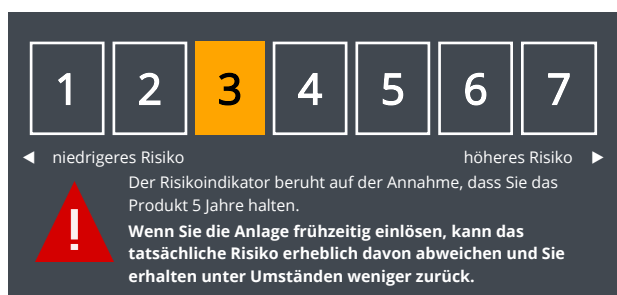 1 2 3 4 5 6 7
◄ niedrigeres Risiko höheres Risiko ►
Der Risikoindikator beruht auf der Annahme, dass Sie das
Produkt 5 Jahre halten.
! Wenn Sie die Anlage frühzeitig einlösen, kann das
tatsächliche Risiko erheblich davon abweichen und Sie
erhalten unter Umständen weniger zurück.